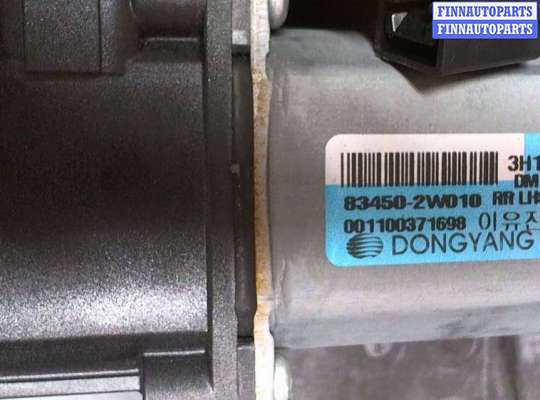 FINNAUTOPARTS
FINNAUTOPARTS
3H1
DM
83450-2W010 RR LH
001100371698 이유진
DONGYANG